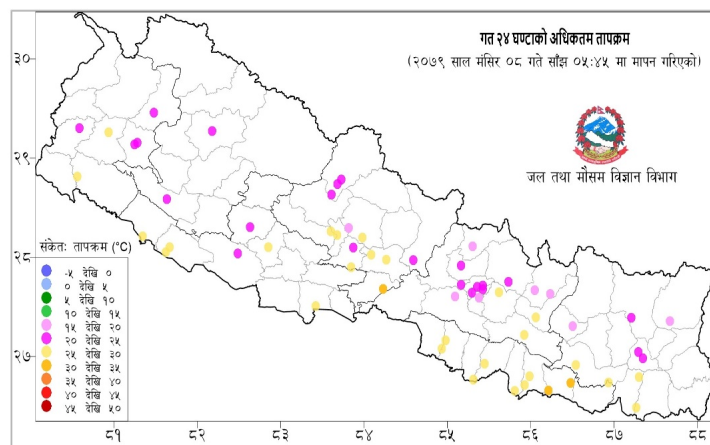 गत २४ घण्टाको अधिकतम तापक्रम
(२०७९ साल मंसिर ०८ गते साँझ ०५:४५ मा मापन गरिएको)
जल तथा मौसम विज्ञान विभाग
३०
२९
२८
२७
संकेतः तापक्रम (°C)
-५ देखि ०
० देखि ५
५ देखि १०
१० देखि १५
१५ देखि २०
२० देखि २५
२५ देखि ३०
३० देखि ३५
३५ देखि ४०
४० देखि ४५
४५ देखि ५०
८१ ८२ ८३ ८४ ८५ ८६ ८७ ८८